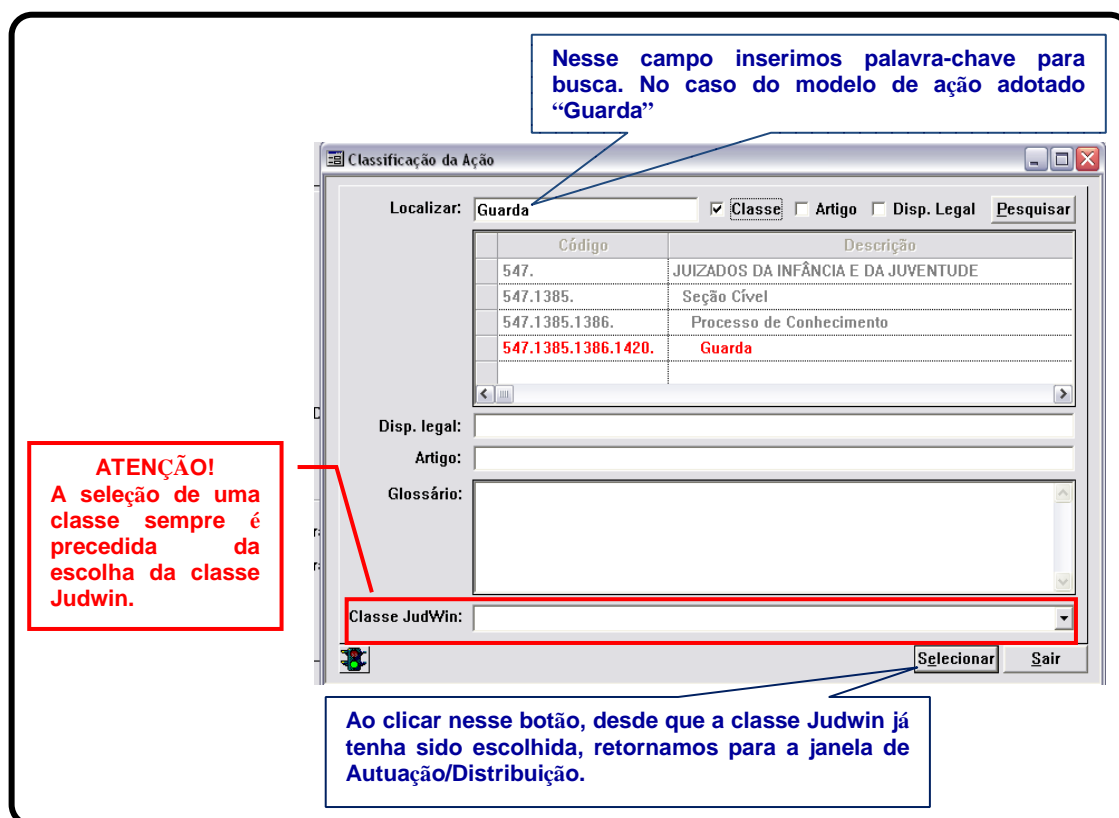 Nesse campo inserimos palavra-chave para
busca. No caso do modelo de ação adotado
“Guarda”
Classificação da Ação
Localizar: Guarda Classe Artigo Disp. Legal Pesquisar
Código Descrição
547. JUIZADOS DA INFÂNCIA E DA JUVENTUDE
547.1385. Seção Cível
547.1385.1386. Processo de Conhecimento
547.1385.1386.1420. Guarda
Disp. legal:
Artigo:
Glossário:
ATENÇÃO!
A seleção de uma
classe sempre é
precedida da
escolha da classe
Judwin.
Classe JudWin:
Selecionar Sair
Ao clicar nesse botão, desde que a classe Judwin já
tenha sido escolhida, retornamos para a janela de
Autuação/Distribuição.